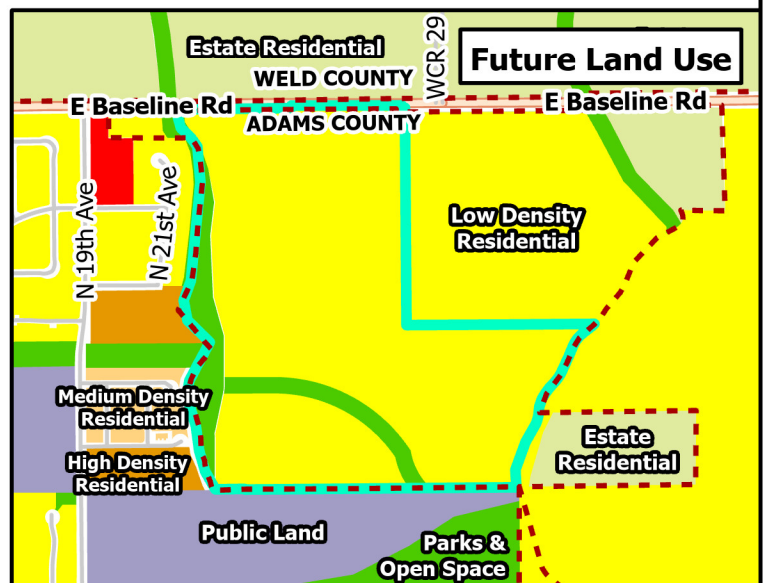 Estate Residential
WCR 29
Future Land Use
WELD COUNTY
E Baseline Rd
E Baseline Rd
ADAMS COUNTY
N 19th Ave
N 21st Ave
Low Density
Residential
Medium Density
Residential
High Density
Residential
Estate
Residential
Public Land
Parks &
Open Space